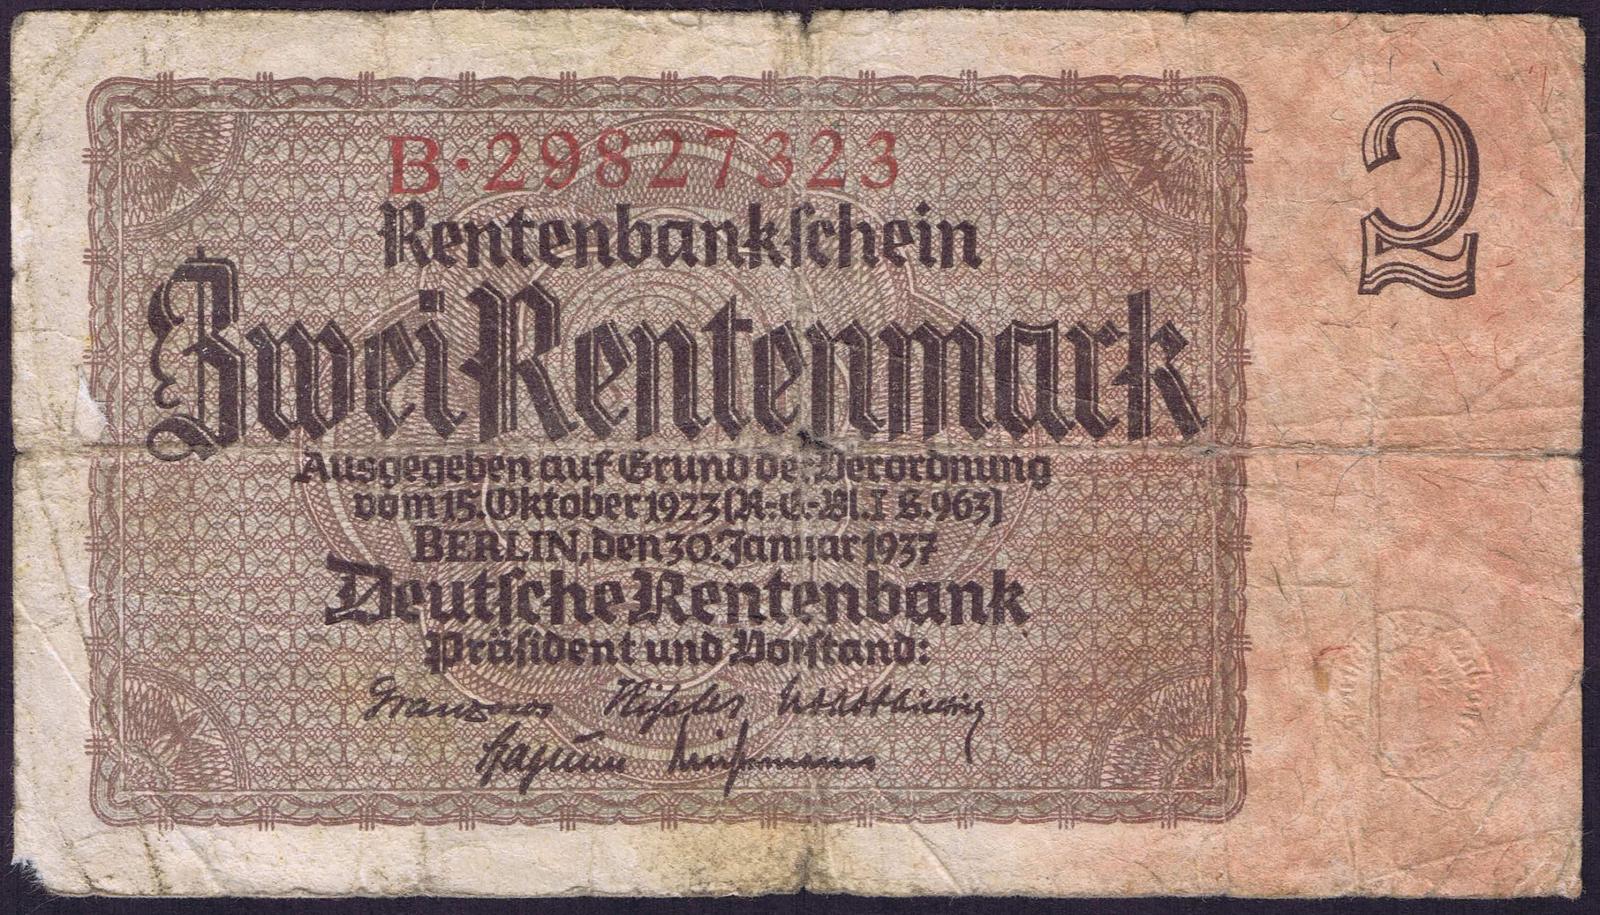 B·29827323
2
Rentenbankschein
Zwei Rentenmark
Ausgegeben auf Grund der Verordnung
vom 15. Oktober 1923 (R.-G.-Bl. I S. 963)
BERLIN, den 30. Januar 1937
Deutsche Rentenbank
Präsident und Vorstand: